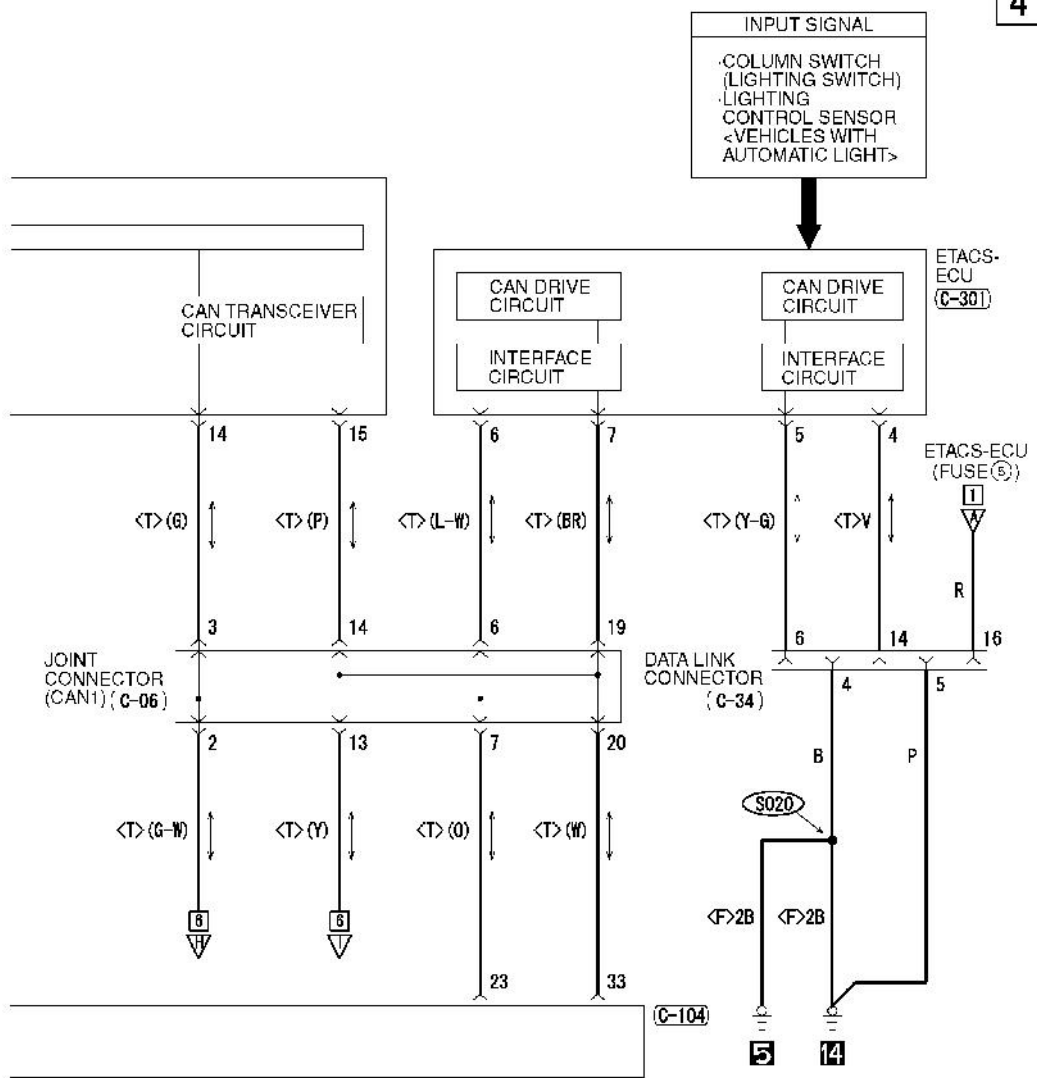 4
INPUT SIGNAL
·COLUMN SWITCH
(LIGHTING SWITCH)
·LIGHTING
CONTROL SENSOR
<VEHICLES WITH
AUTOMATIC LIGHT>
ETACS-
ECU
(C-301)
CAN TRANSCEIVER
CIRCUIT
CAN DRIVE
CIRCUIT
CAN DRIVE
CIRCUIT
INTERFACE
CIRCUIT
INTERFACE
CIRCUIT
14 15 6 7 5 4
ETACS-ECU
(FUSE⑤)
1
A
<T>(G) <T>(P) <T>(L-W) <T>(BR) <T>(Y-G) <T>V
R
3 14 6 19 6 14 16
JOINT
CONNECTOR
(CAN1)(C-06)
DATA LINK
CONNECTOR
(C-34)
4 5
2 13 7 20
B P
S020
<T>(G-W) <T>(Y) <T>(O) <T>(W)
<F>2B <F>2B
6 6
H I
23 33
(C-104)
5 14